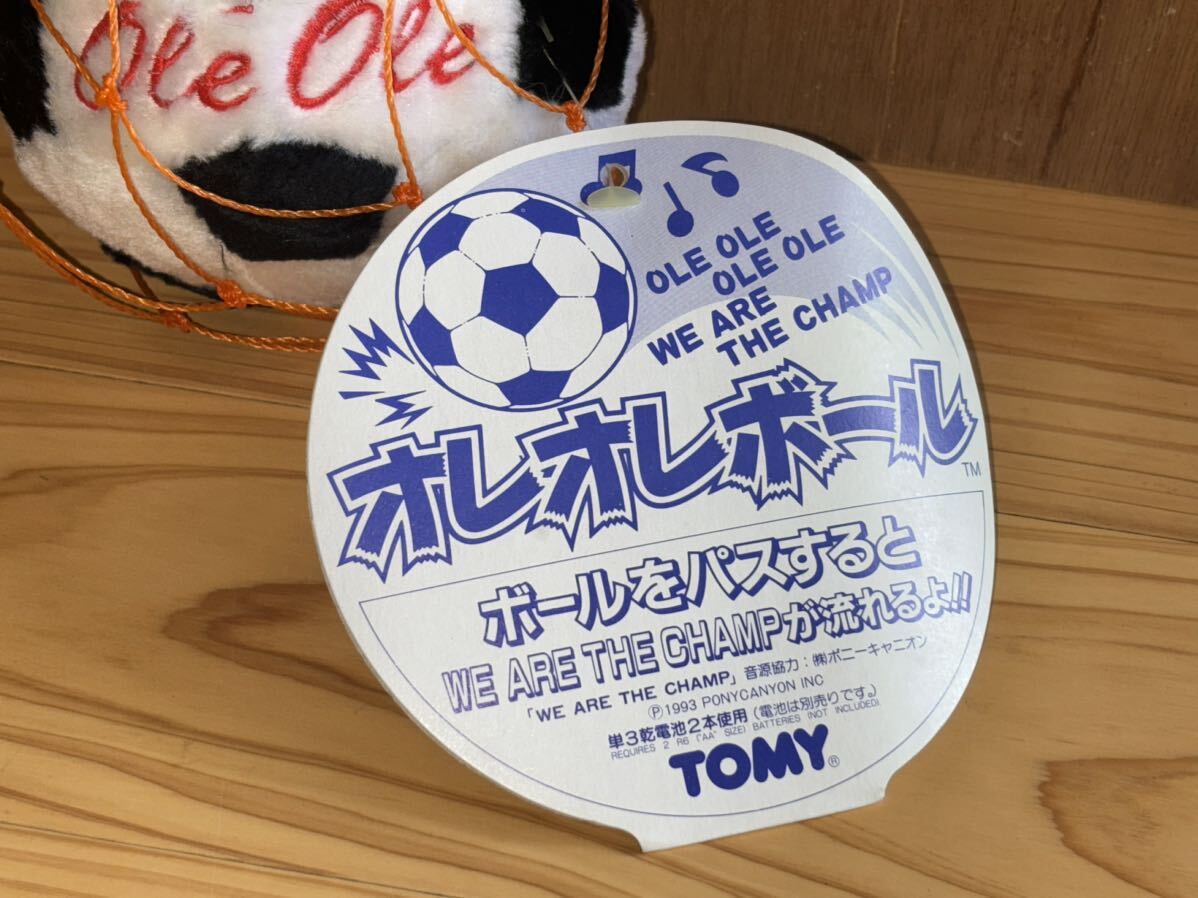 Olé Ole
OLE OLE
OLE OLE
WE ARE
THE CHAMP
オレオレボール
TM
ボールをパスすると
WE ARE THE CHAMPが流れるよ!!
「WE ARE THE CHAMP」音源協力：㈱ポニーキャニオン
Ⓟ1993 PONYCANYON INC
単3乾電池2本使用(電池は別売りです。)
REQUIRES 2 R6 ("AA" SIZE) BATTERIES (NOT INCLUDED)
TOMY®